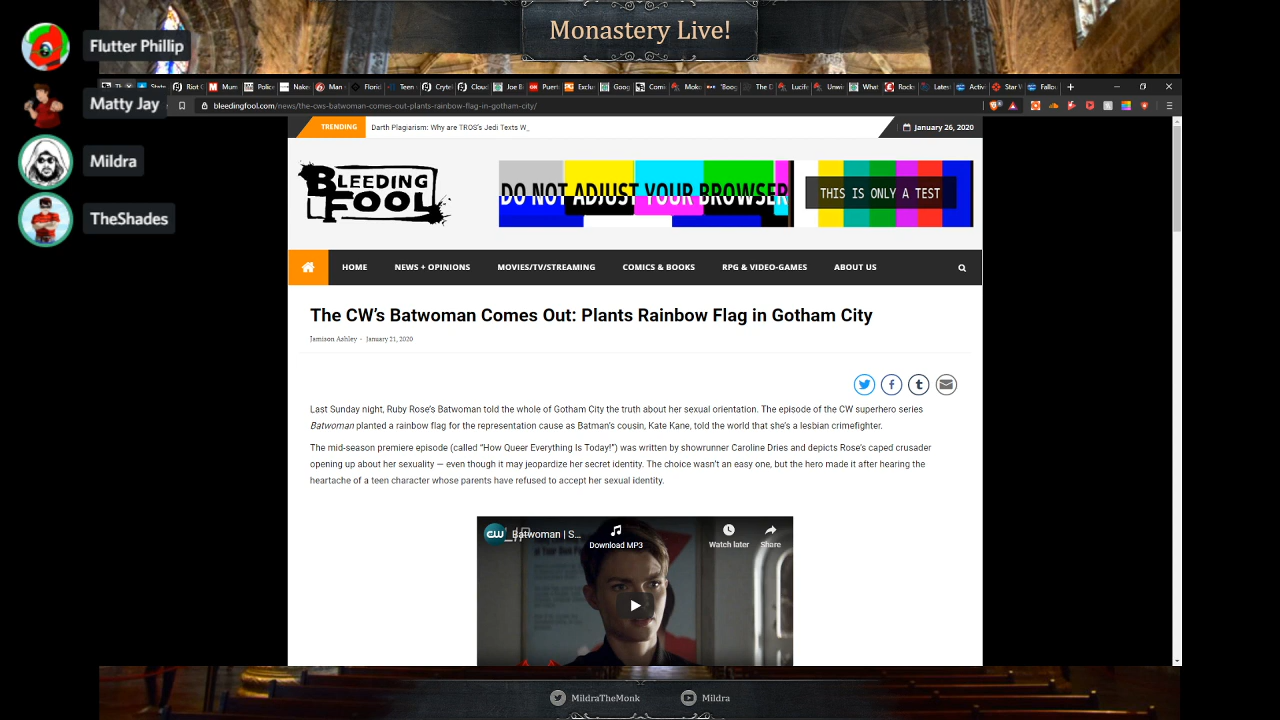 Monastery Live!
Flutter Phillip
Matty Jay
Mildra
TheShades
bleedingfool.com/news/the-cws-batwoman-comes-out-plants-rainbow-flag-in-gotham-city/
TRENDING
Darth Plagiarism: Why are TROS's Jedi Texts W_
January 26, 2020
BLEEDING FOOL
DO NOT ADJUST YOUR BROWSER
THIS IS ONLY A TEST
HOME NEWS + OPINIONS MOVIES/TV/STREAMING COMICS & BOOKS RPG & VIDEO-GAMES ABOUT US
The CW's Batwoman Comes Out: Plants Rainbow Flag in Gotham City
Jamison Ashley - January 21, 2020
Last Sunday night, Ruby Rose's Batwoman told the whole of Gotham City the truth about her sexual orientation. The episode of the CW superhero series
Batwoman planted a rainbow flag for the representation cause as Batman's cousin, Kate Kane, told the world that she's a lesbian crimefighter.
The mid-season premiere episode (called "How Queer Everything Is Today!") was written by showrunner Caroline Dries and depicts Rose's caped crusader
opening up about her sexuality — even though it may jeopardize her secret identity. The choice wasn't an easy one, but the hero made it after hearing the
heartache of a teen character whose parents have refused to accept her sexual identity.
CW
Batwoman | S...
Download MP3
Watch later
Share
MildraTheMonk
Mildra